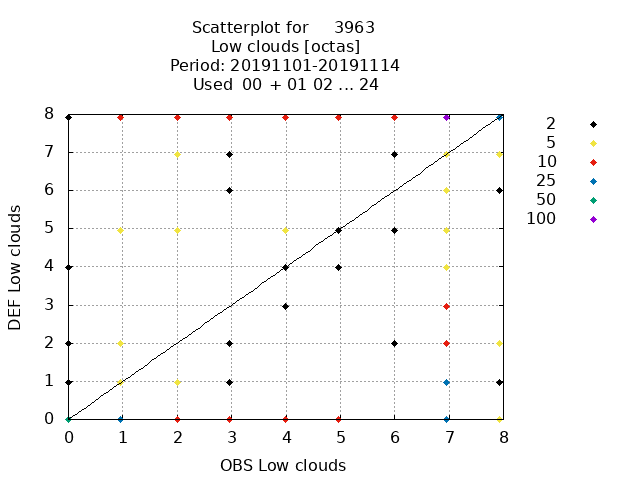 Scatterplot for 3963
Low clouds [octas]
Period: 20191101-20191114
Used 00 + 01 02 ... 24
8
7
6
5
4
3
2
1
0
0 1 2 3 4 5 6 7 8
DEF Low clouds
OBS Low clouds
2
5
10
25
50
100